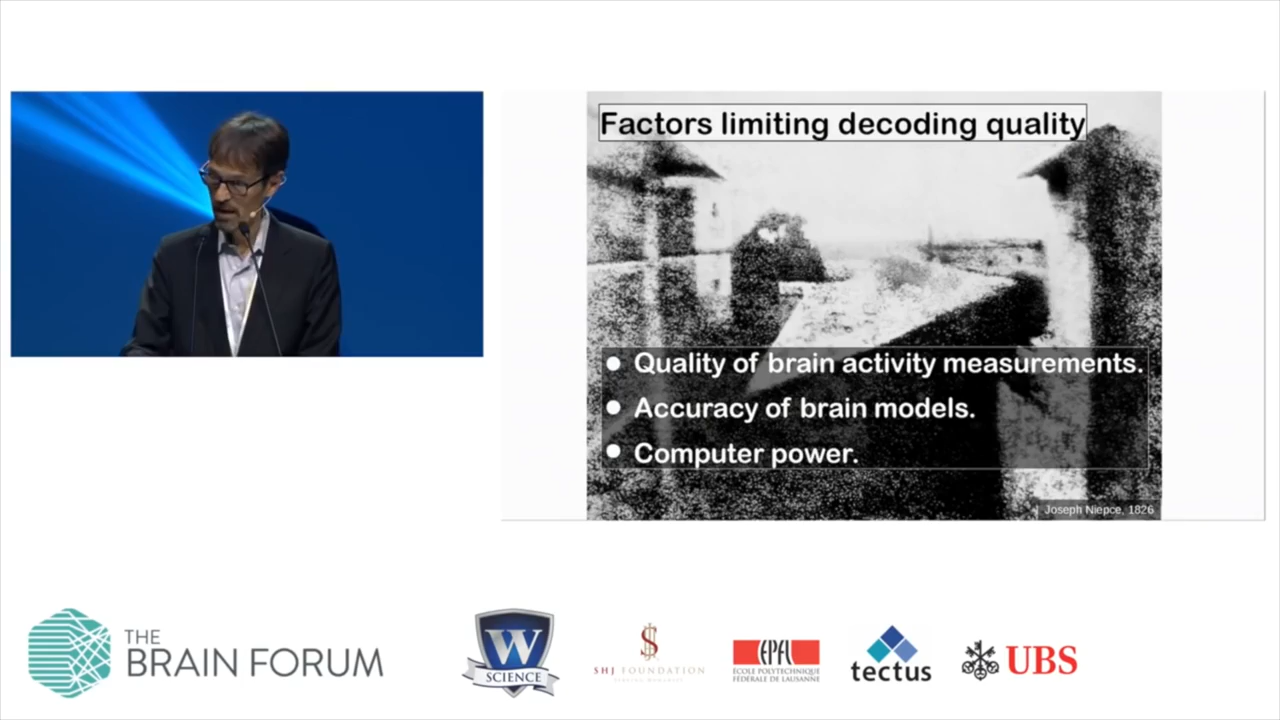 Factors limiting decoding quality
Quality of brain activity measurements.
Accuracy of brain models.
Computer power.
Joseph Niepce, 1826
THE
BRAIN FORUM
W
SCIENCE
SHJ FOUNDATION
EPFL
ÉCOLE POLYTECHNIQUE
FÉDÉRALE DE LAUSANNE
tectus
UBS